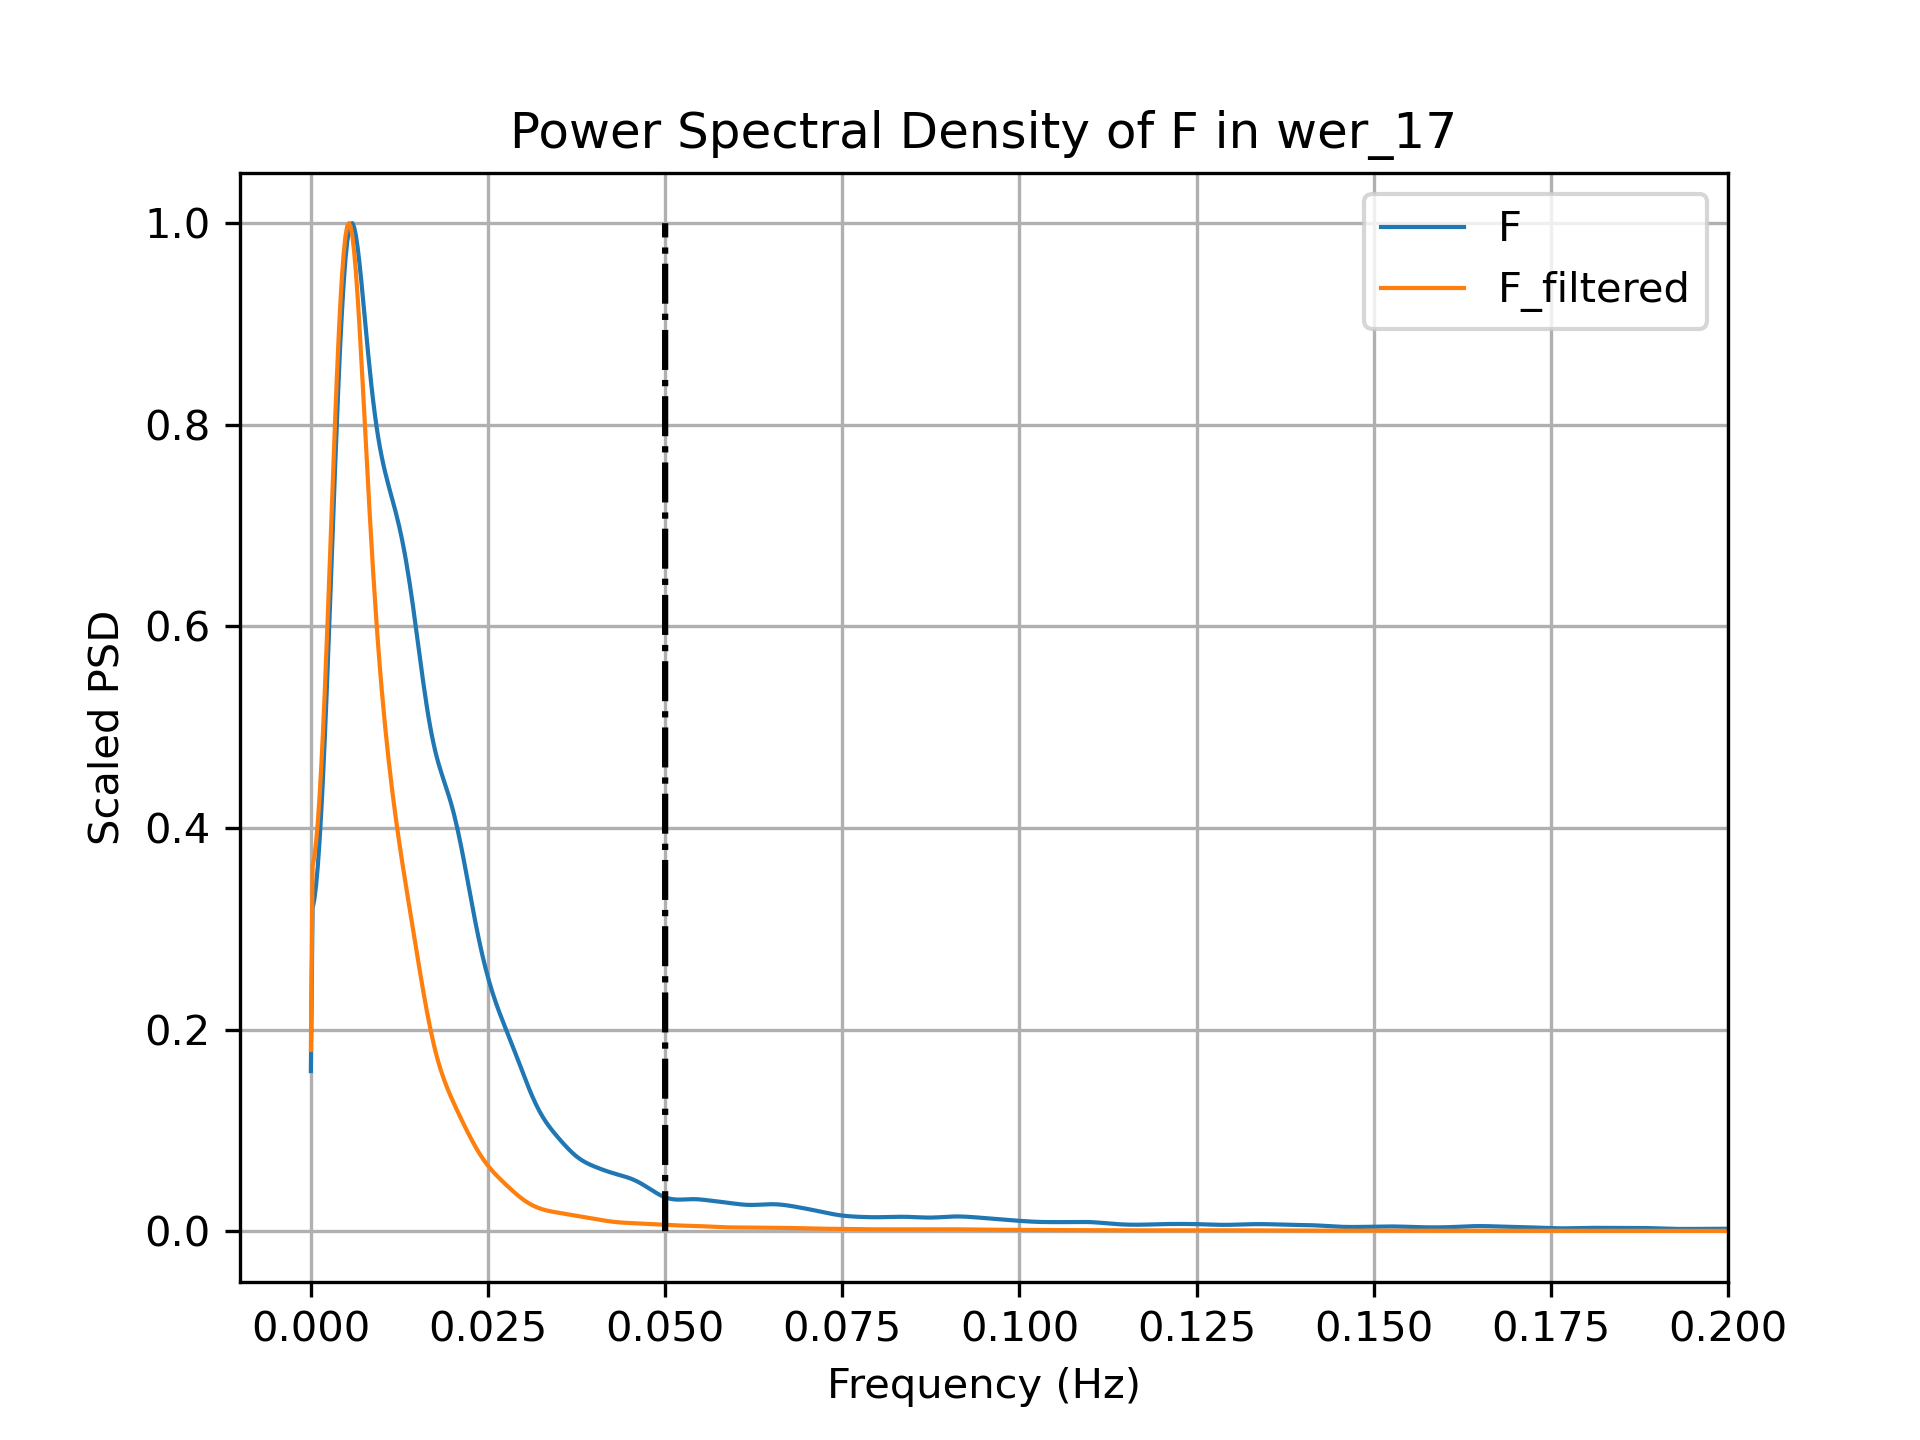 Power Spectral Density of F in wer_17
F
F_filtered
1.0
0.8
0.6
0.4
0.2
0.0
Scaled PSD
0.000 0.025 0.050 0.075 0.100 0.125 0.150 0.175 0.200
Frequency (Hz)